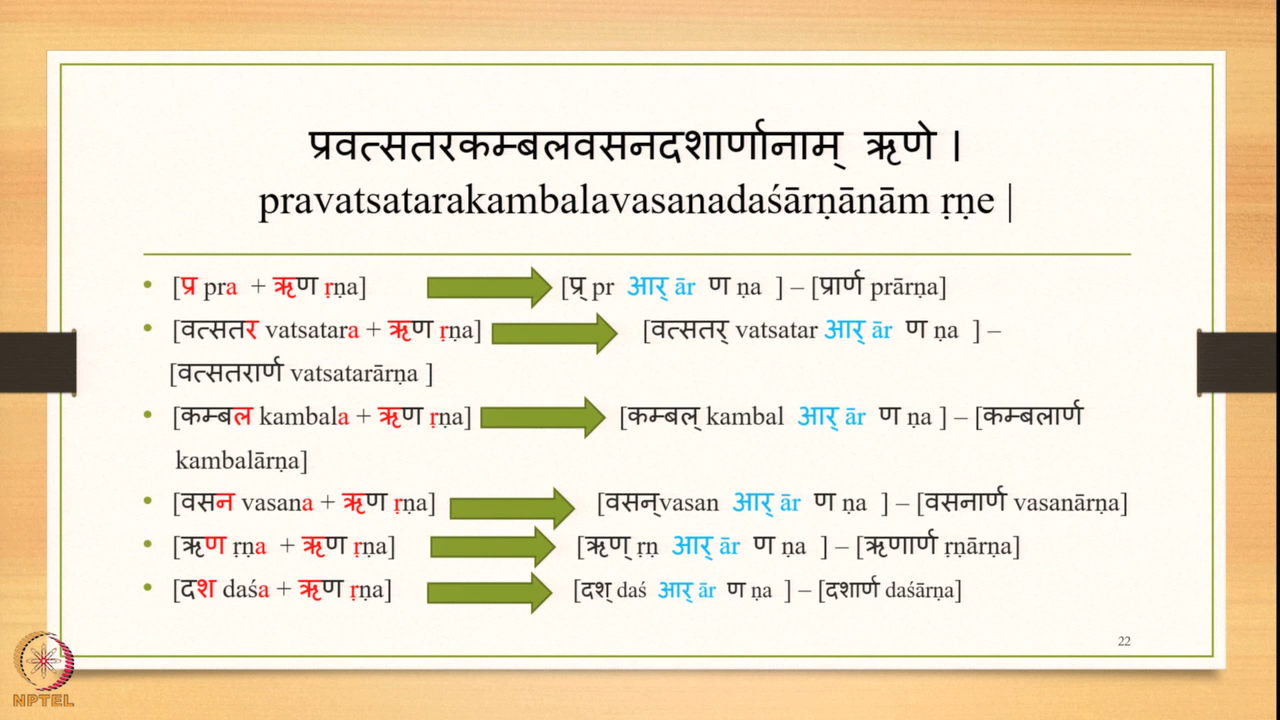 प्रवत्सतरकम्बलवसनदशार्णानाम् ऋणे ।
pravatsatarakambalavasanadaśārṇānām ṛṇe |
• [प्र pra + ऋण ṛṇa] [प्र् pr आर् ār ण ṇa ] – [प्रार्ण prārṇa]
• [वत्सतर vatsatara + ऋण ṛṇa] [वत्सतर् vatsatar आर् ār ण ṇa ] –
[वत्सतरार्ण vatsatarārṇa ]
• [कम्बल kambala + ऋण ṛṇa] [कम्बल् kambal आर् ār ण ṇa ] – [कम्बलार्ण
kambalārṇa]
• [वसन vasana + ऋण ṛṇa] [वसन्vasan आर् ār ण ṇa ] – [वसनार्ण vasanārṇa]
• [ऋण ṛṇa + ऋण ṛṇa] [ऋण् ṛṇ आर् ār ण ṇa ] – [ऋणार्ण ṛṇārṇa]
• [दश daśa + ऋण ṛṇa] [दश् daś आर् ār ण ṇa ] – [दशार्ण daśārṇa]
22
NPTEL